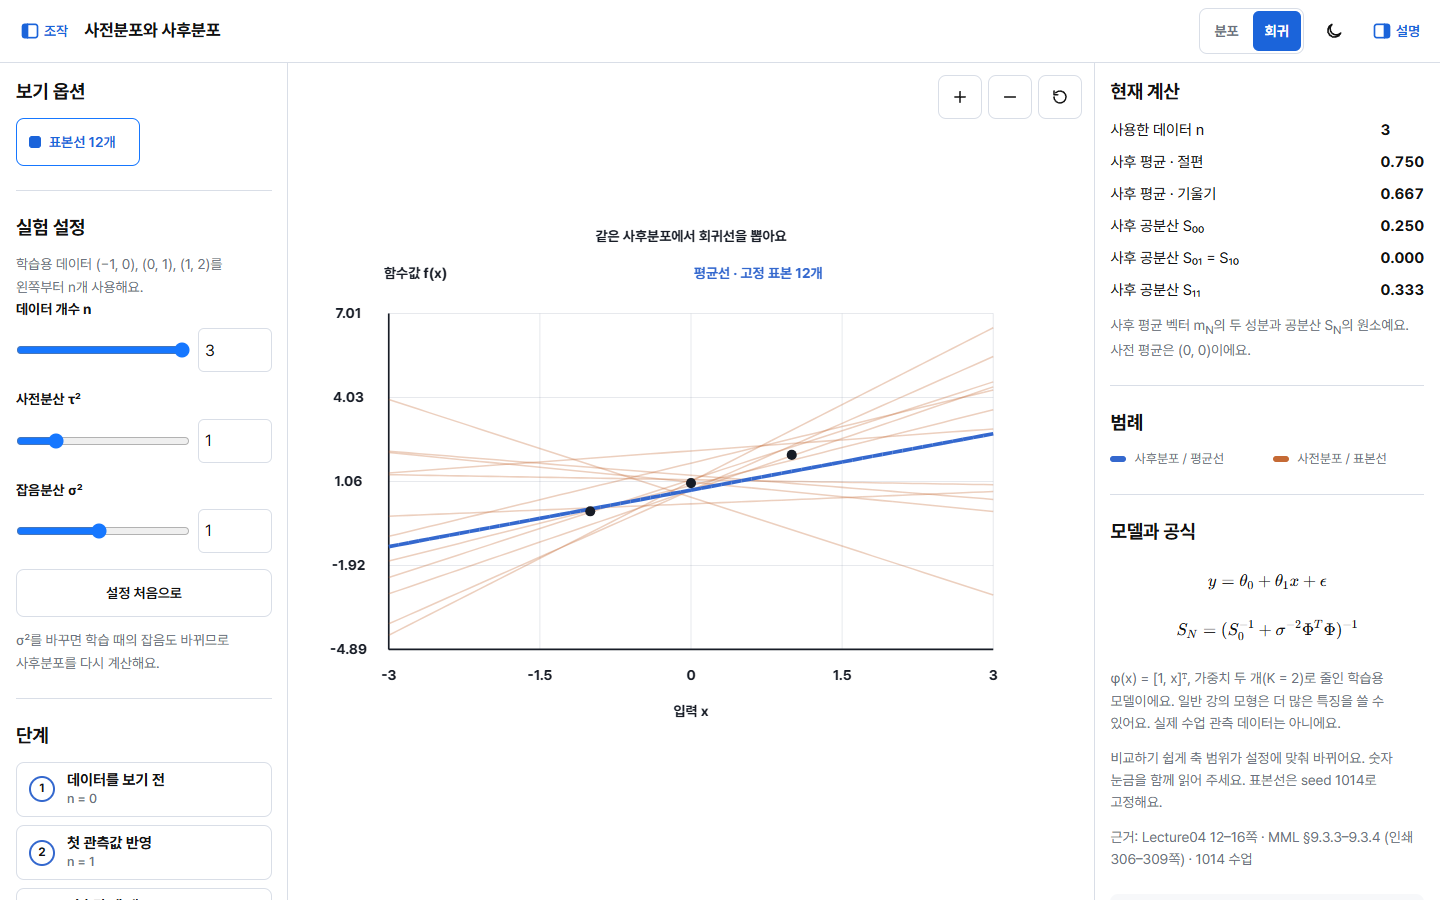 조작
사전분포와 사후분포
분포
회귀
설명
보기 옵션
표본선 12개
실험 설정
학습용 데이터 (−1, 0), (0, 1), (1, 2)를
왼쪽부터 n개 사용해요.
데이터 개수 n
3
사전분산 τ²
1
잡음분산 σ²
1
설정 처음으로
σ²를 바꾸면 학습 때의 잡음도 바뀌므로
사후분포를 다시 계산해요.
단계
1
데이터를 보기 전
n = 0
2
첫 관측값 반영
n = 1
같은 사후분포에서 회귀선을 뽑아요
함수값 f(x)
평균선 · 고정 표본 12개
7.01
4.03
1.06
-1.92
-4.89
-3
-1.5
0
1.5
3
입력 x
현재 계산
사용한 데이터 n 3
사후 평균 · 절편 0.750
사후 평균 · 기울기 0.667
사후 공분산 S₀₀ 0.250
사후 공분산 S₀₁ = S₁₀ 0.000
사후 공분산 S₁₁ 0.333
사후 평균 벡터 m_N의 두 성분과 공분산 S_N의 원소예요.
사전 평균은 (0, 0)이에요.
범례
사후분포 / 평균선
사전분포 / 표본선
모델과 공식
y = θ₀ + θ₁x + ϵ
S_N = (S₀⁻¹ + σ⁻²Φᵀ Φ)⁻¹
φ(x) = [1, x]ᵀ, 가중치 두 개(K = 2)로 줄인 학습용
모델이에요. 일반 강의 모형은 더 많은 특징을 쓸 수
있어요. 실제 수업 관측 데이터는 아니에요.
비교하기 쉽게 축 범위가 설정에 맞춰 바뀌어요. 숫자
눈금을 함께 읽어 주세요. 표본선은 seed 1014로
고정해요.
근거: Lecture04 12–16쪽 · MML §9.3.3–9.3.4 (인쇄
306–309쪽) · 1014 수업